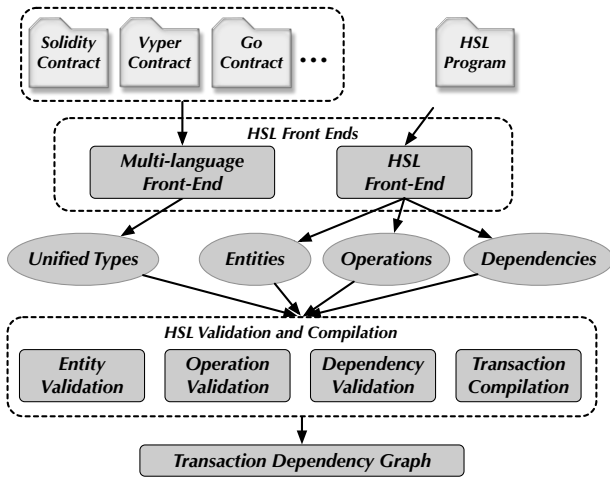 Solidity Contract
Vyper Contract
Go Contract
...
HSL Program
HSL Front Ends
Multi-language Front-End
HSL Front-End
Unified Types
Entities
Operations
Dependencies
HSL Validation and Compilation
Entity Validation
Operation Validation
Dependency Validation
Transaction Compilation
Transaction Dependency Graph